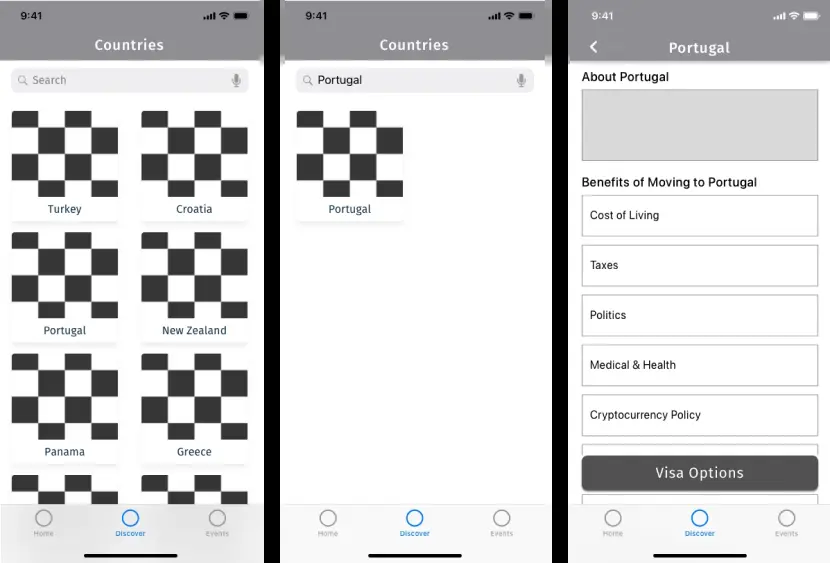 9:41
Countries
Search
Turkey
Croatia
Portugal
New Zealand
Panama
Greece
Home
Discover
Events
9:41
Countries
Portugal
Portugal
Home
Discover
Events
9:41
Portugal
About Portugal
Benefits of Moving to Portugal
Cost of Living
Taxes
Politics
Medical & Health
Cryptocurrency Policy
Visa Options
Home
Discover
Events